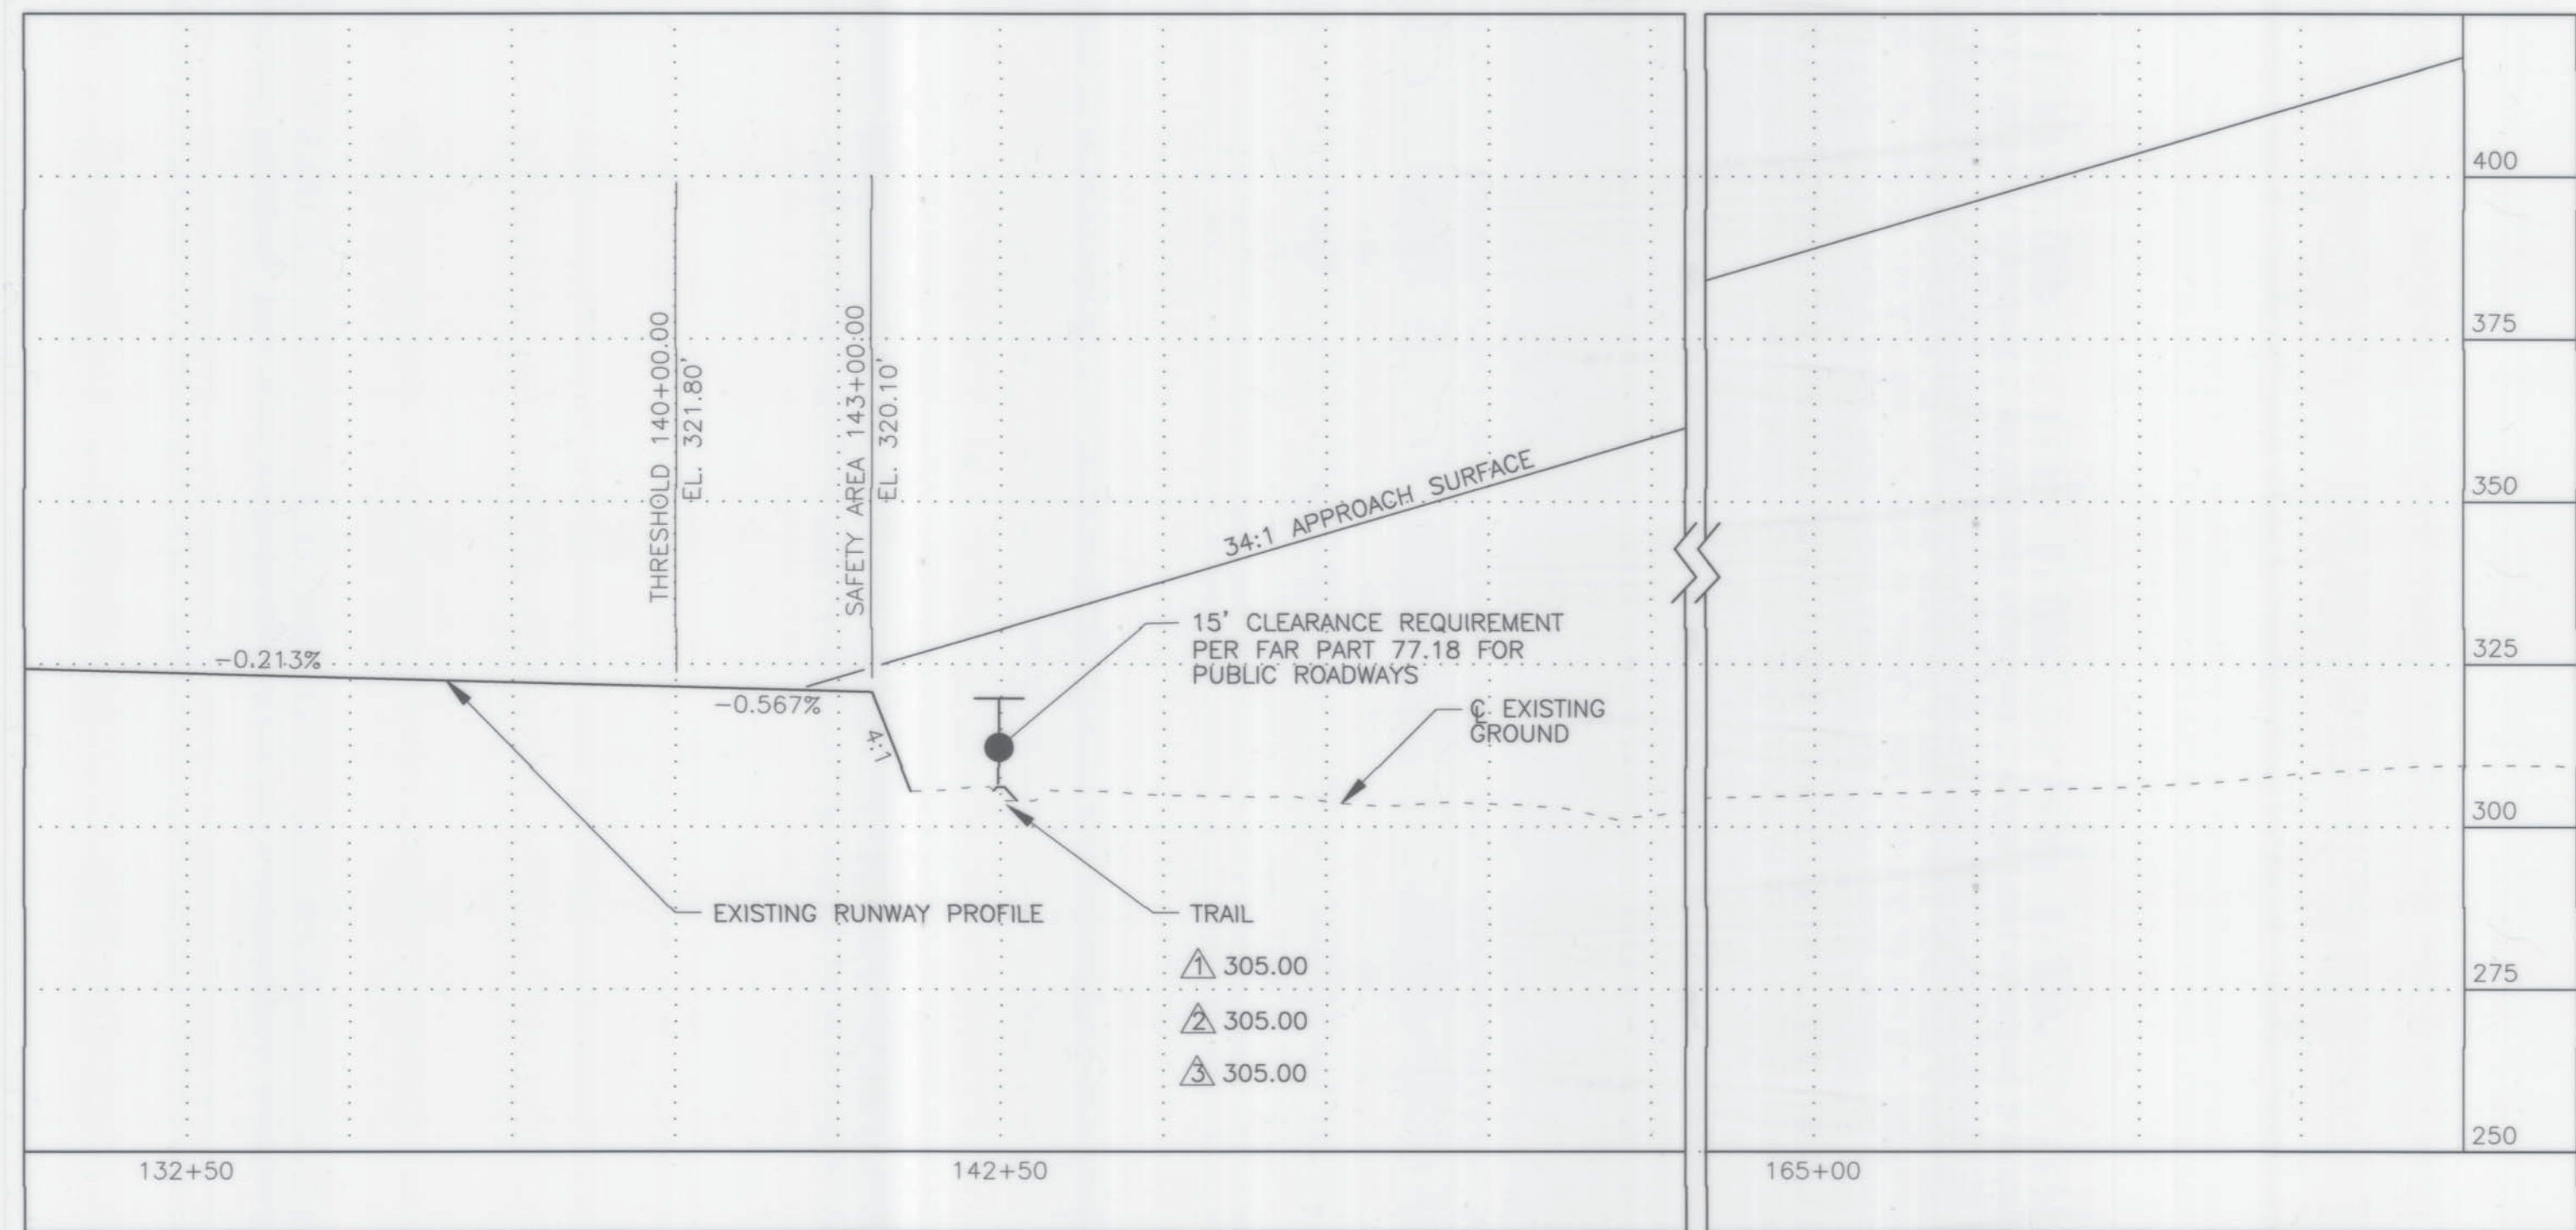 400
375
350
325
300
275
250
THRESHOLD 140+00.00
EL. 321.80'
SAFETY AREA 143+00.00
EL. 320.10'
34:1 APPROACH SURFACE
-0.213%
-0.567%
4:1
15' CLEARANCE REQUIREMENT
PER FAR PART 77.18 FOR
PUBLIC ROADWAYS
℄ EXISTING
GROUND
EXISTING RUNWAY PROFILE
TRAIL
1 305.00
2 305.00
3 305.00
132+50
142+50
165+00